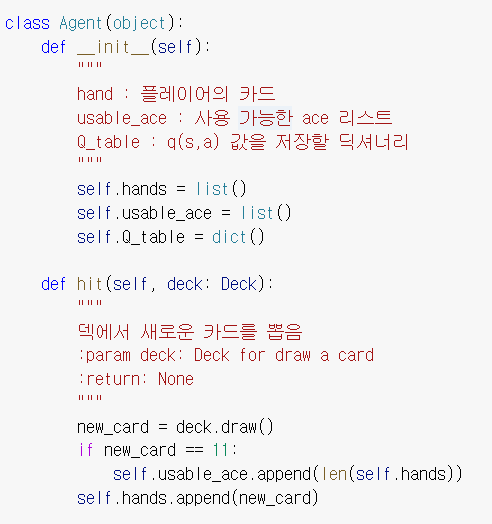 class Agent(object):
    def __init__(self):
        """
        hand : 플레이어의 카드
        usable_ace : 사용 가능한 ace 리스트
        Q_table : q(s,a) 값을 저장할 딕셔너리
        """
        self.hands = list()
        self.usable_ace = list()
        self.Q_table = dict()

    def hit(self, deck: Deck):
        """
        덱에서 새로운 카드를 뽑음
        :param deck: Deck for draw a card
        :return: None
        """
        new_card = deck.draw()
        if new_card == 11:
            self.usable_ace.append(len(self.hands))
        self.hands.append(new_card)